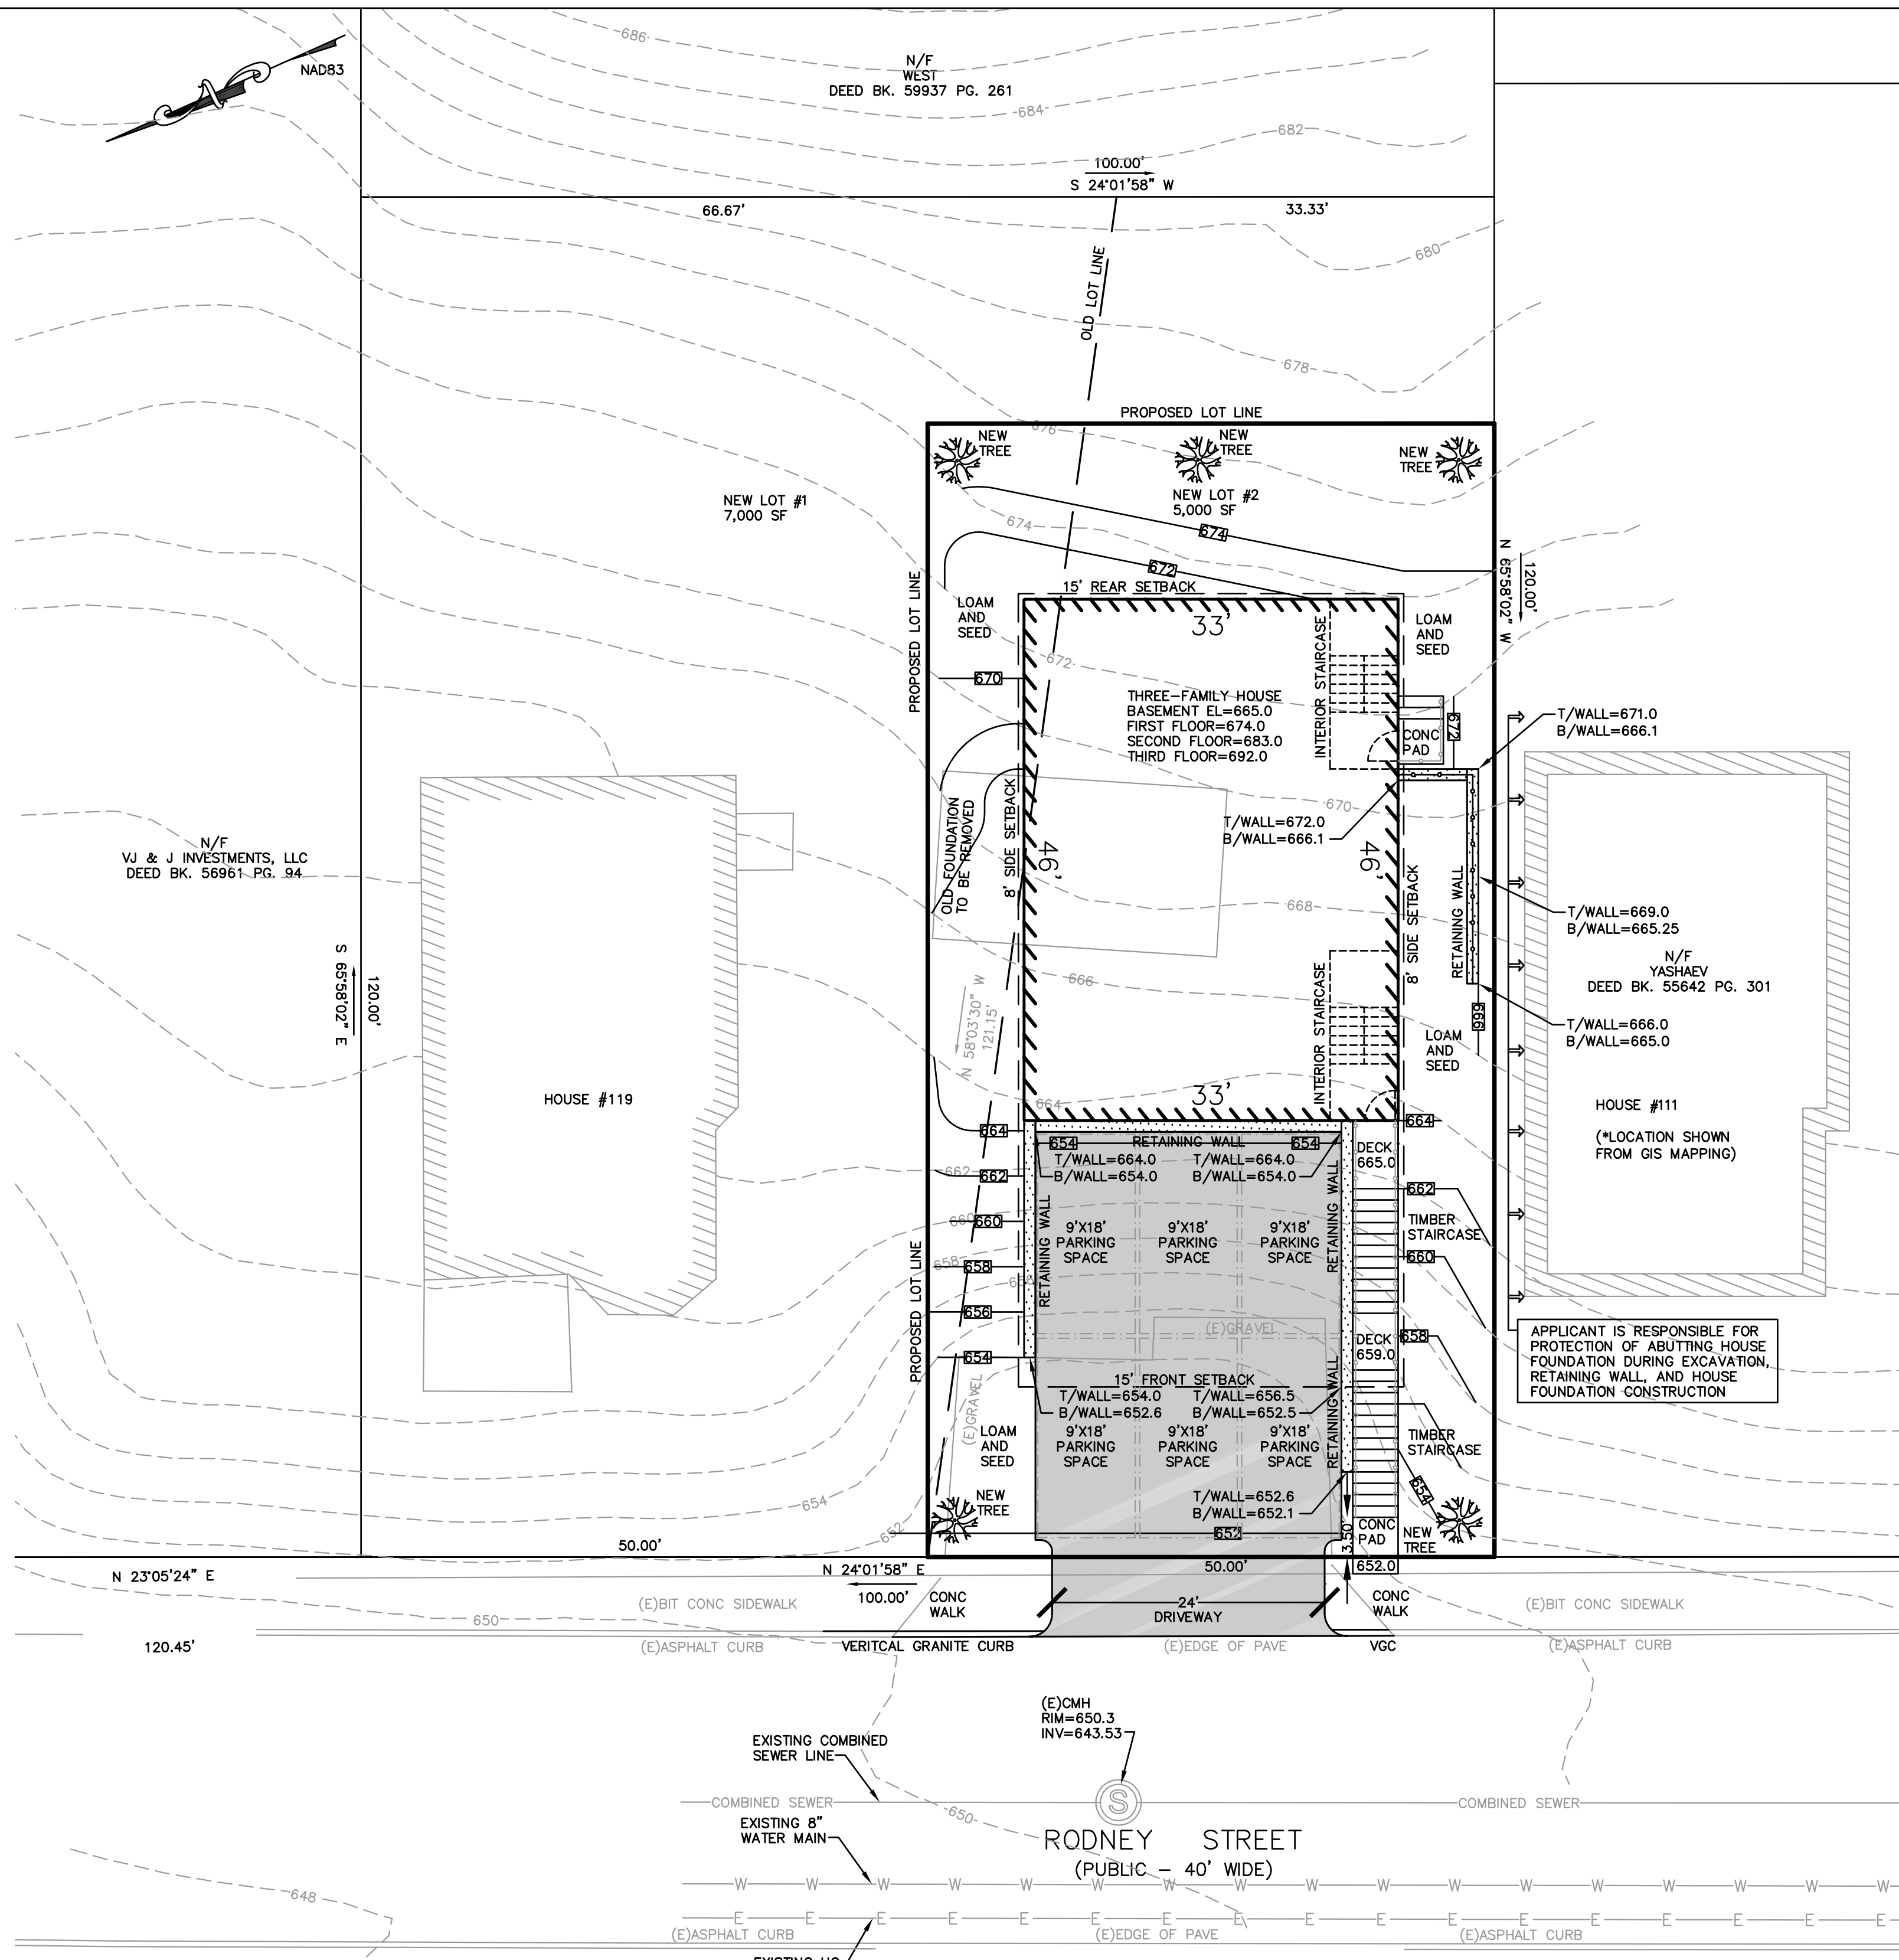 686
N/F
WEST
DEED BK. 59937 PG. 261
NAD83
N
684
682
100.00'
S 24°01'58" W
66.67'
33.33'
680
OLD LOT LINE
678
PROPOSED LOT LINE
676
NEW
TREE
NEW
TREE
NEW
TREE
NEW LOT #1
7,000 SF
NEW LOT #2
5,000 SF
674
674
672
N 65°58'02" W
120.00'
15' REAR SETBACK
PROPOSED LOT LINE
LOAM
AND
SEED
33'
LOAM
AND
SEED
672
670
INTERIOR STAIRCASE
THREE-FAMILY HOUSE
BASEMENT EL=665.0
FIRST FLOOR=674.0
SECOND FLOOR=683.0
THIRD FLOOR=692.0
CONC
PAD
672
T/WALL=671.0
B/WALL=666.1
670
T/WALL=672.0
B/WALL=666.1
OLD FOUNDATION
TO BE REMOVED
8' SIDE SETBACK
46'
46'
8' SIDE SETBACK
RETAINING WALL
N/F
VJ & J INVESTMENTS, LLC
DEED BK. 56961 PG. 94
668
T/WALL=669.0
B/WALL=665.25
N/F
YASHAEV
DEED BK. 55642 PG. 301
S 65°58'02" E
120.00'
666
N 58°03'30" W
121.15'
INTERIOR STAIRCASE
666
T/WALL=666.0
B/WALL=665.0
LOAM
AND
SEED
HOUSE #119
33'
664
HOUSE #111
(*LOCATION SHOWN
FROM GIS MAPPING)
664
664
654
RETAINING WALL
654
DECK
665.0
T/WALL=664.0
B/WALL=654.0
T/WALL=664.0
B/WALL=654.0
662
662
662
RETAINING WALL
RETAINING WALL
660
660
9'X18'
PARKING
SPACE
9'X18'
PARKING
SPACE
9'X18'
PARKING
SPACE
TIMBER
STAIRCASE
660
658
658
656
656
(E)GRAVEL
DECK
659.0
658
PROPOSED LOT LINE
654
15' FRONT SETBACK
T/WALL=654.0
B/WALL=652.6
T/WALL=656.5
B/WALL=652.5
RETAINING WALL
APPLICANT IS RESPONSIBLE FOR
PROTECTION OF ABUTTING HOUSE
FOUNDATION DURING EXCAVATION,
RETAINING WALL, AND HOUSE
FOUNDATION CONSTRUCTION
(E)GRAVEL
LOAM
AND
SEED
9'X18'
PARKING
SPACE
9'X18'
PARKING
SPACE
9'X18'
PARKING
SPACE
TIMBER
STAIRCASE
654
654
NEW
TREE
T/WALL=652.6
B/WALL=652.1
652
652
3.50'
CONC
PAD
NEW
TREE
652.0
50.00'
50.00'
N 23°05'24" E
N 24°01'58" E
100.00'
CONC
WALK
24'
DRIVEWAY
CONC
WALK
(E)BIT CONC SIDEWALK
(E)BIT CONC SIDEWALK
650
120.45'
(E)ASPHALT CURB
VERITCAL GRANITE CURB
(E)EDGE OF PAVE
VGC
(E)ASPHALT CURB
(E)CMH
RIM=650.3
INV=643.53
EXISTING COMBINED
SEWER LINE
COMBINED SEWER
S
COMBINED SEWER
650
EXISTING 8"
WATER MAIN
RODNEY STREET
(PUBLIC – 40' WIDE)
W W W W W W W W W W W W W W W W W
648
E E E E E E E E E E E E E E E E E
(E)ASPHALT CURB
(E)EDGE OF PAVE
(E)ASPHALT CURB